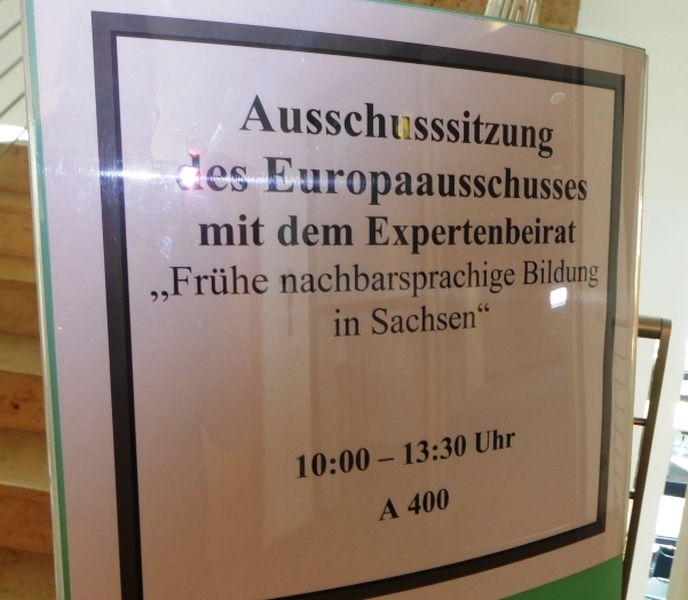 Ausschusssitzung
des Europaausschusses
mit dem Expertenbeirat
„Frühe nachbarsprachige Bildung
in Sachsen“
10:00 – 13:30 Uhr
A 400